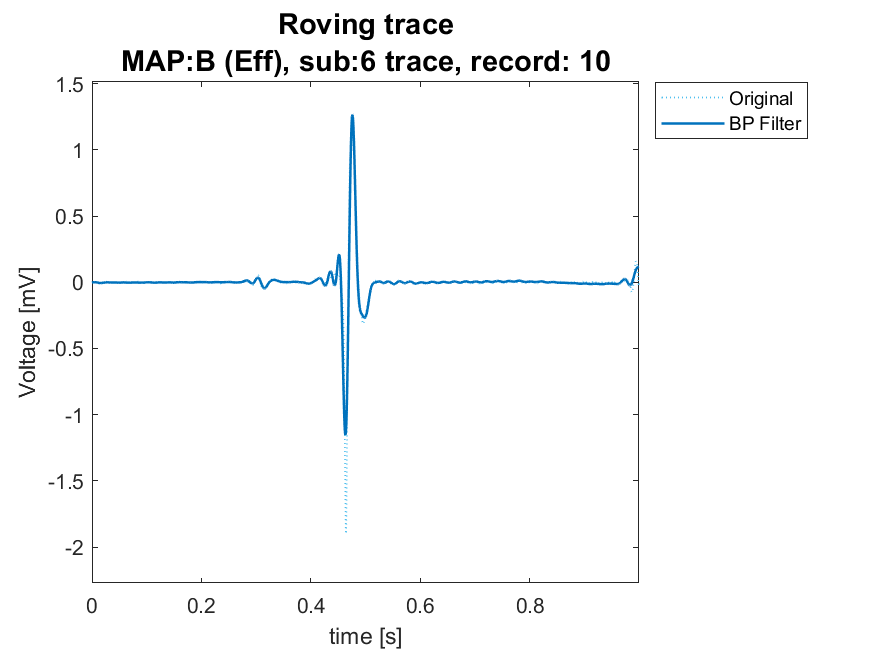 Roving trace
MAP:B (Eff), sub:6 trace, record: 10
Original
BP Filter
1.5
1
0.5
0
-0.5
-1
-1.5
-2
Voltage [mV]
0
0.2
0.4
0.6
0.8
time [s]